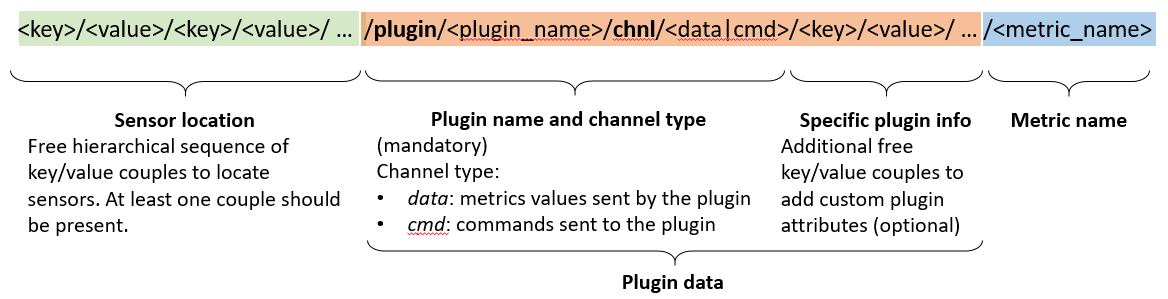 <key>/<value>/<key>/<value>/ … /plugin/<plugin_name>/chnl/<data|cmd>/<key>/<value>/ … /<metric_name>
Sensor location
Free hierarchical sequence of
key/value couples to locate
sensors. At least one couple should
be present.
Plugin name and channel type
(mandatory)
Channel type:
• data: metrics values sent by the plugin
• cmd: commands sent to the plugin
Specific plugin info
Additional free
key/value couples to
add custom plugin
attributes (optional)
Metric name
Plugin data